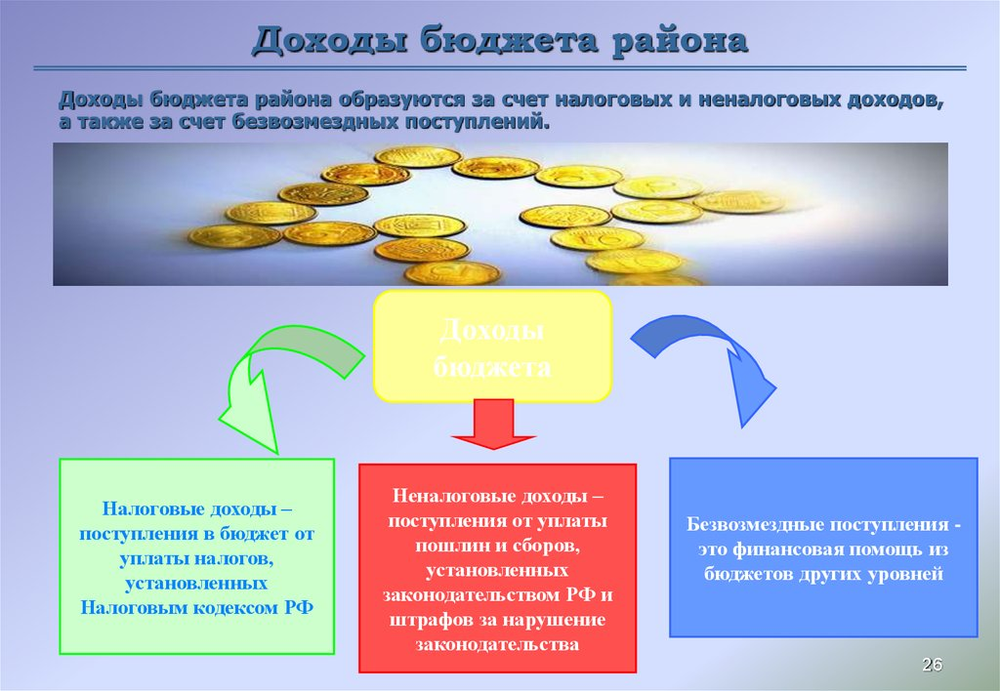 Доходы бюджета района
Доходы бюджета района образуются за счет налоговых и неналоговых доходов,
а также за счет безвозмездных поступлений.
Доходы
бюджета
Налоговые доходы –
поступления в бюджет от
уплаты налогов,
установленных
Налоговым кодексом РФ
Неналоговые доходы –
поступления от уплаты
пошлин и сборов,
установленных
законодательством РФ и
штрафов за нарушение
законодательства
Безвозмездные поступления -
это финансовая помощь из
бюджетов других уровней
26